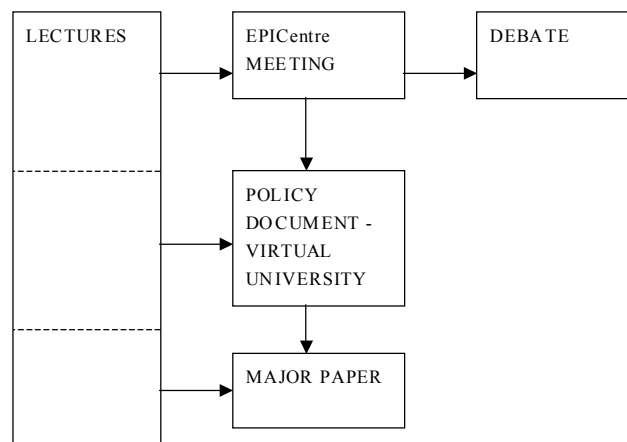 LECTURES
EPICentre
MEETING
DEBATE
POLICY
DOCUMENT -
VIRTUAL
UNIVERSITY
MAJOR PAPER